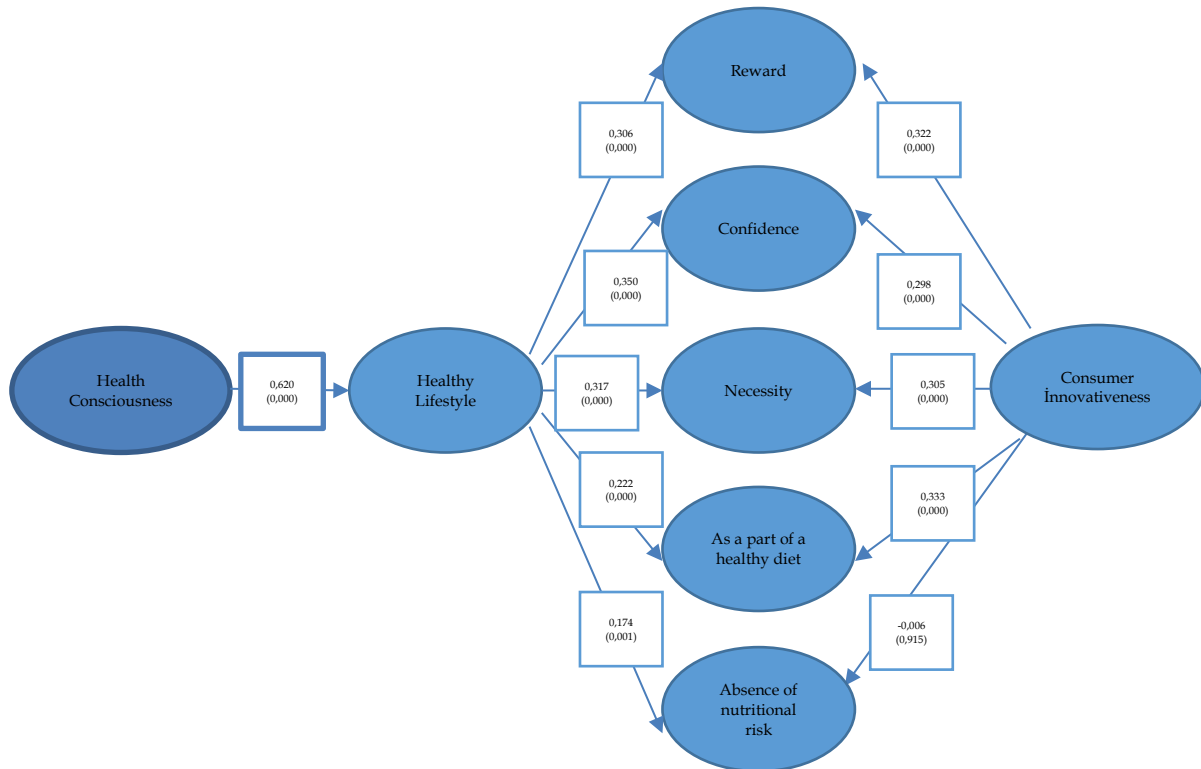 Reward
0,306
(0,000)
0,322
(0,000)
Confidence
0,350
(0,000)
0,298
(0,000)
Health
Consciousness
0,620
(0,000)
Healthy
Lifestyle
0,317
(0,000)
Necessity
0,305
(0,000)
Consumer
İnnovativeness
0,222
(0,000)
As a part of a
healthy diet
0,333
(0,000)
0,174
(0,001)
-0,006
(0,915)
Absence of
nutritional
risk